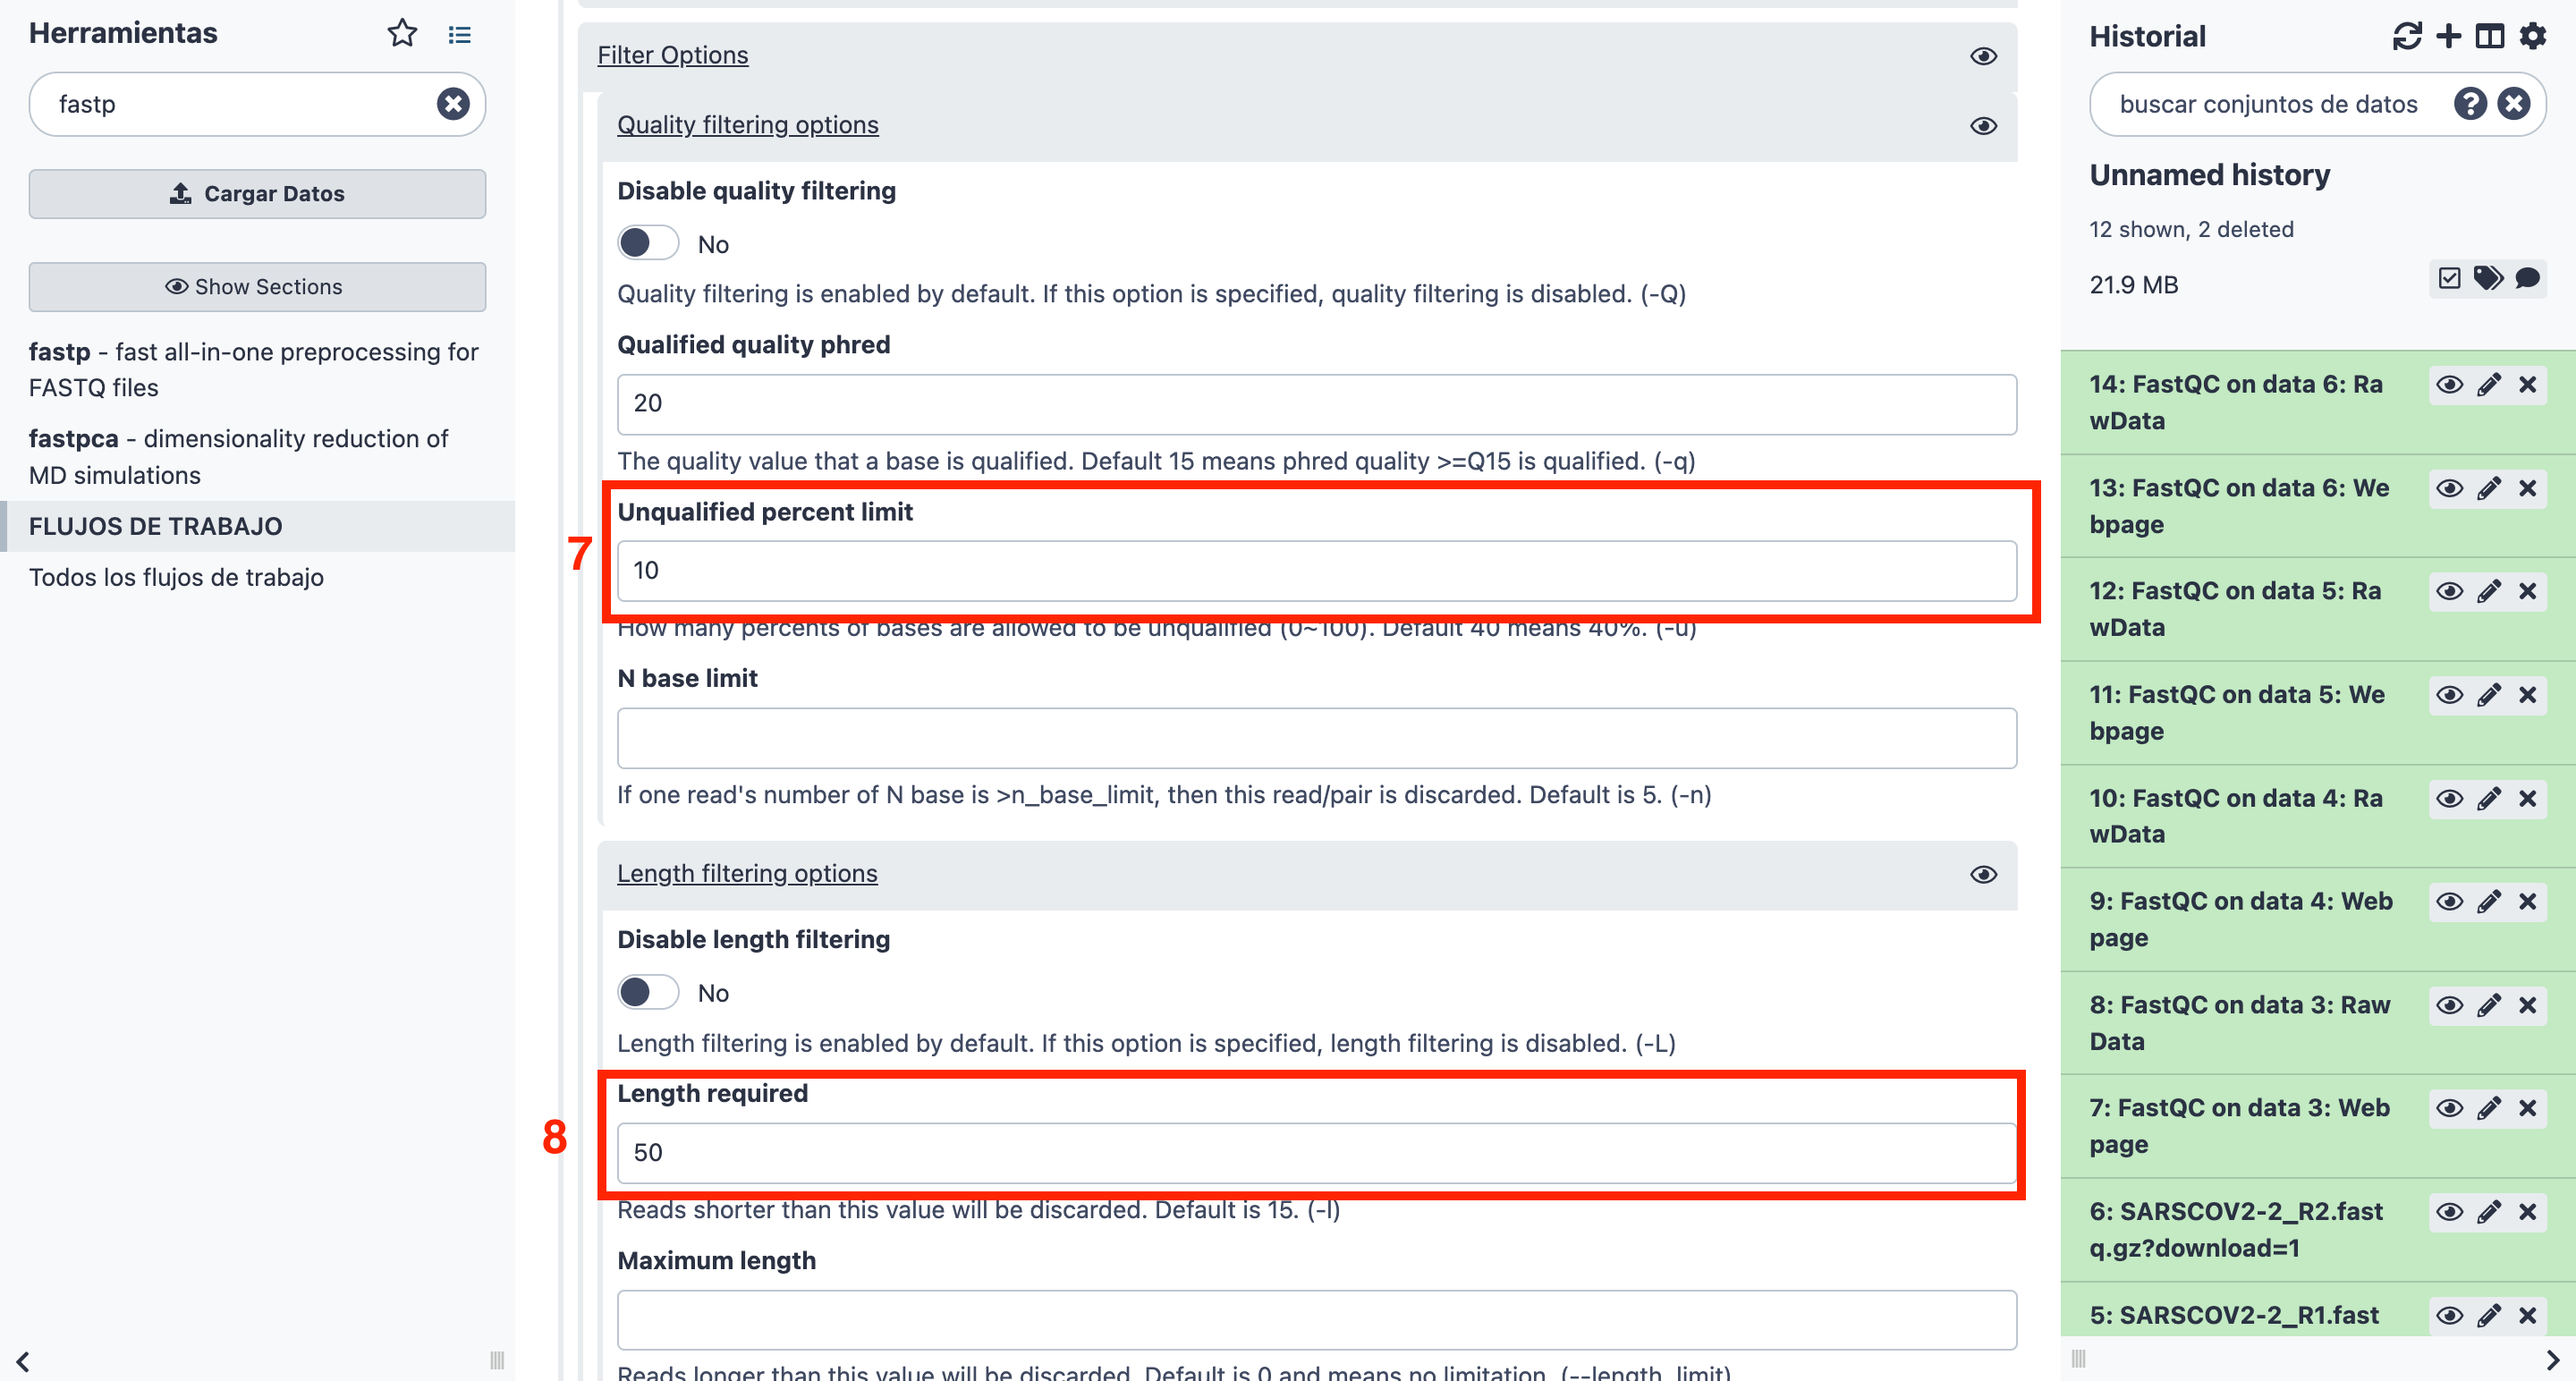 Herramientas
fastp
Cargar Datos
Show Sections
fastp - fast all-in-one preprocessing for
FASTQ files
fastpca - dimensionality reduction of
MD simulations
FLUJOS DE TRABAJO
Todos los flujos de trabajo
Filter Options
Quality filtering options
Disable quality filtering
No
Quality filtering is enabled by default. If this option is specified, quality filtering is disabled. (-Q)
Qualified quality phred
20
The quality value that a base is qualified. Default 15 means phred quality >=Q15 is qualified. (-q)
7
Unqualified percent limit
10
How many percents of bases are allowed to be unqualified (0~100). Default 40 means 40%. (-u)
N base limit
If one read's number of N base is >n_base_limit, then this read/pair is discarded. Default is 5. (-n)
Length filtering options
Disable length filtering
No
Length filtering is enabled by default. If this option is specified, length filtering is disabled. (-L)
8
Length required
50
Reads shorter than this value will be discarded. Default is 15. (-l)
Maximum length
Reads longer than this value will be discarded. Default is 0 and means no limitation. (--length_limit)
Historial
buscar conjuntos de datos
Unnamed history
12 shown, 2 deleted
21.9 MB
14: FastQC on data 6: Ra
wData
13: FastQC on data 6: We
bpage
12: FastQC on data 5: Ra
wData
11: FastQC on data 5: We
bpage
10: FastQC on data 4: Ra
wData
9: FastQC on data 4: Web
page
8: FastQC on data 3: Raw
Data
7: FastQC on data 3: Web
page
6: SARSCOV2-2_R2.fast
q.gz?download=1
5: SARSCOV2-2_R1.fast